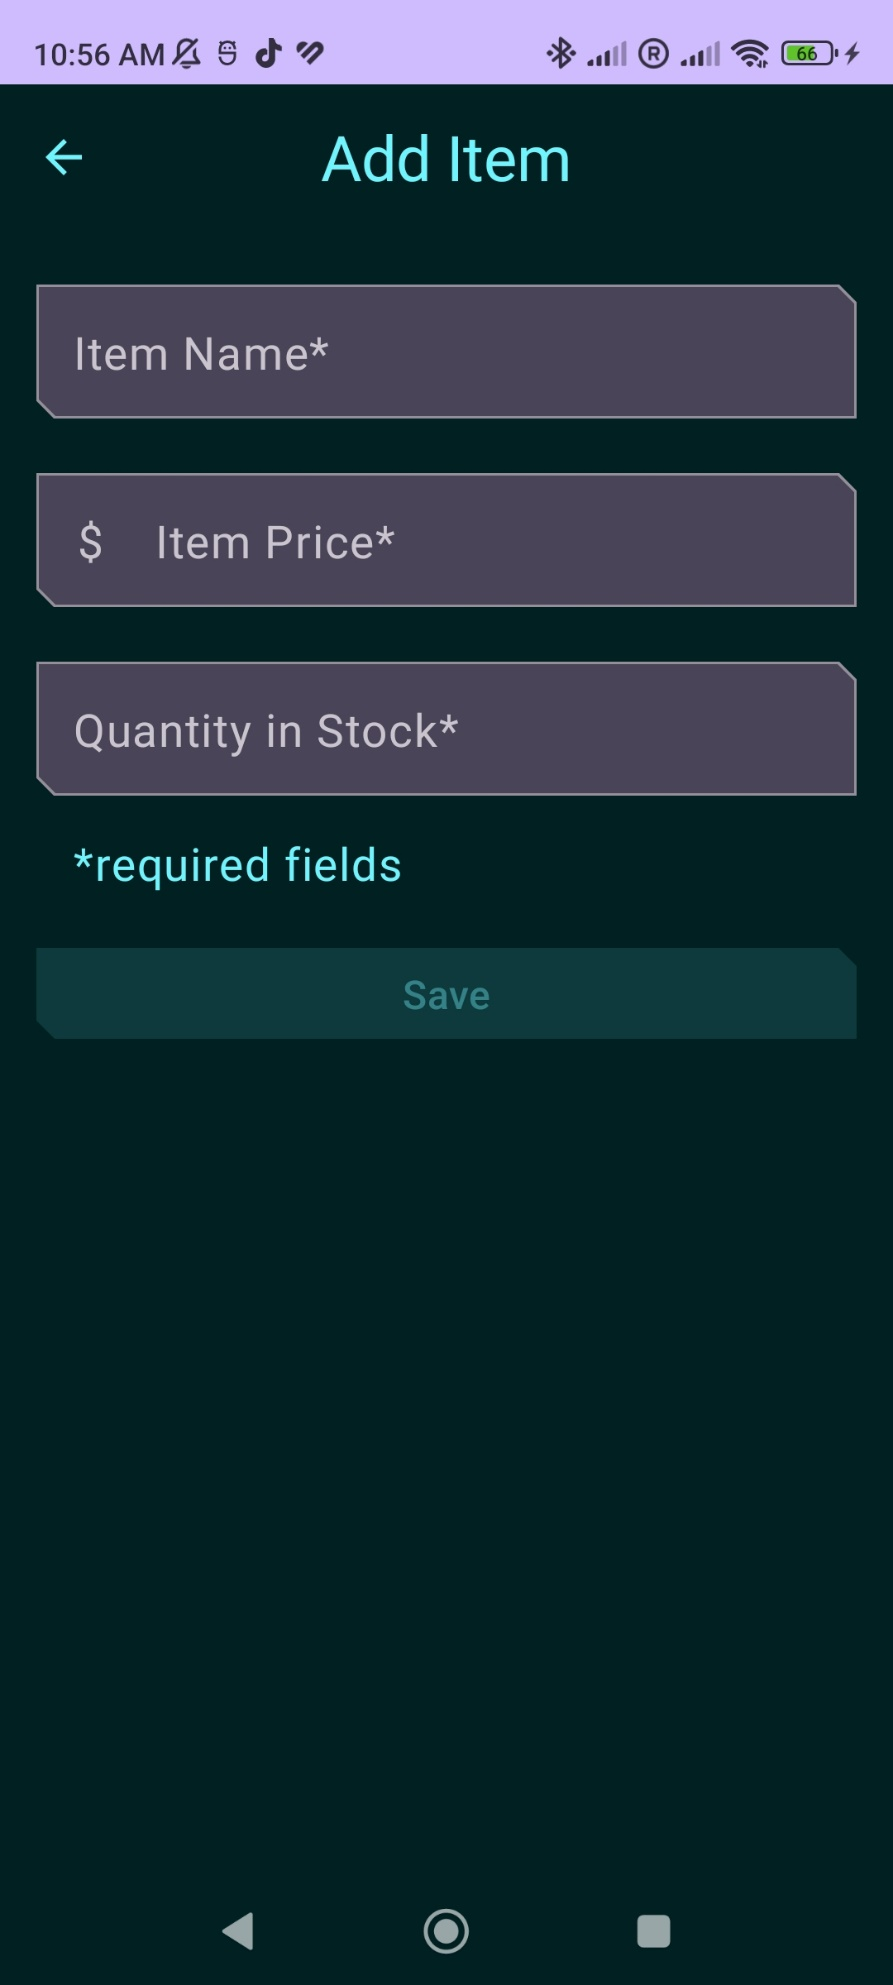 10:56 AM
R
66
Add Item
Item Name*
$ Item Price*
Quantity in Stock*
*required fields
Save